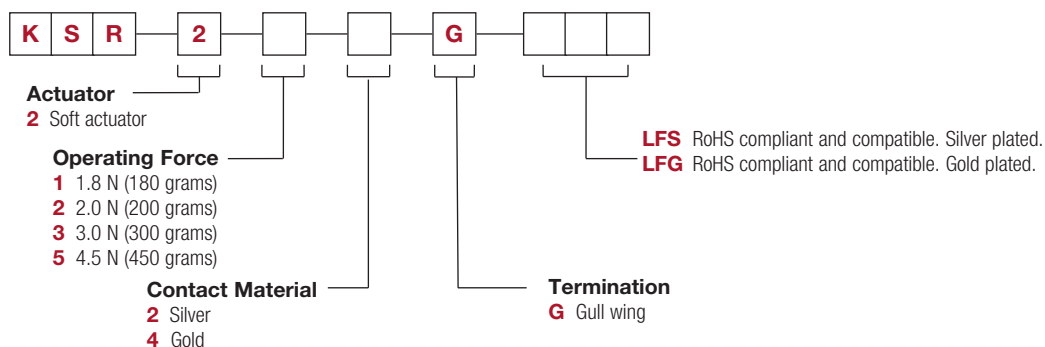 K S R 2 G
Actuator
2 Soft actuator
Operating Force
1 1.8 N (180 grams)
2 2.0 N (200 grams)
3 3.0 N (300 grams)
5 4.5 N (450 grams)
Contact Material
2 Silver
4 Gold
Termination
G Gull wing
LFS RoHS compliant and compatible. Silver plated.
LFG RoHS compliant and compatible. Gold plated.